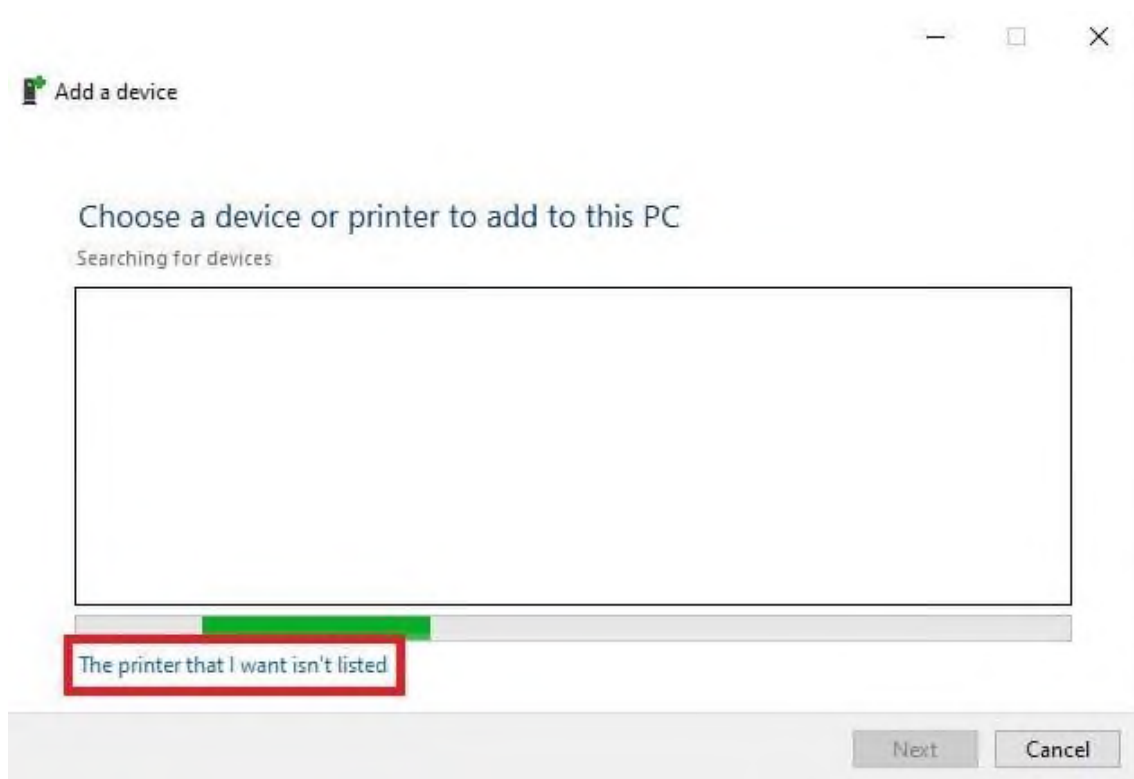 Add a device
Choose a device or printer to add to this PC
Searching for devices
The printer that I want isn't listed
Next Cancel